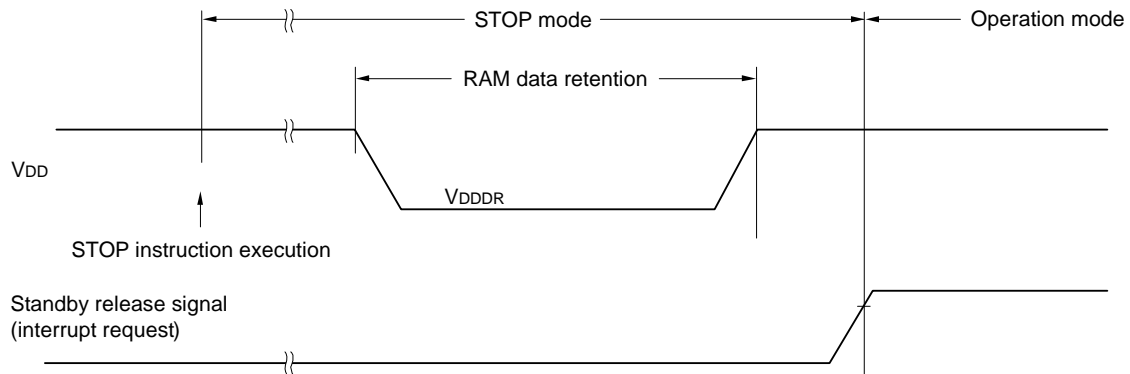 STOP mode
Operation mode
RAM data retention
VDD
VDDDR
STOP instruction execution
Standby release signal
(interrupt request)